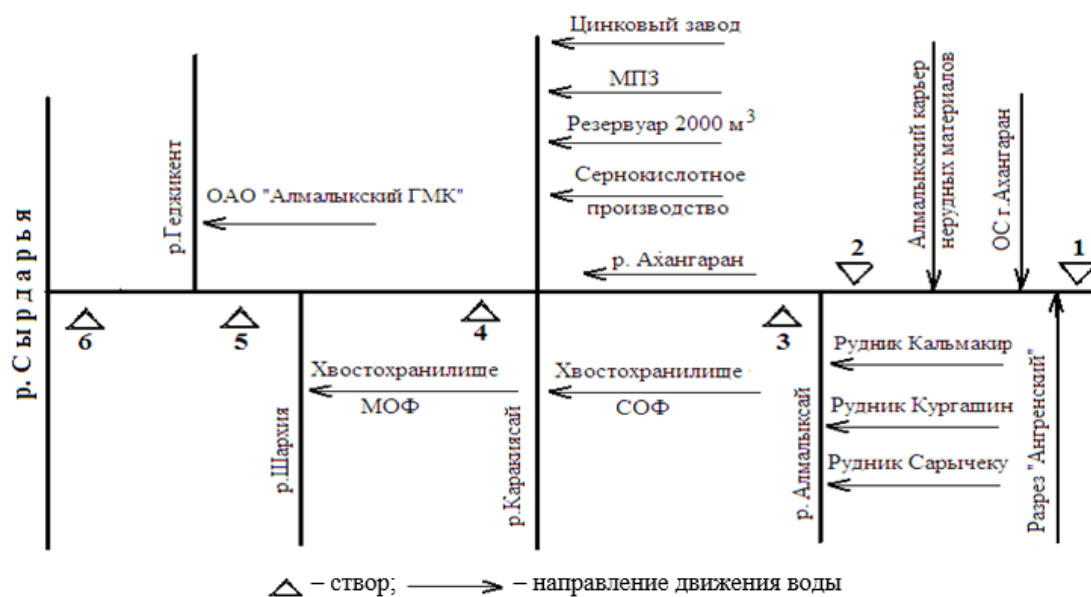 Цинковый завод
МПЗ
Резервуар 2000 м³
Сернокислотное
производство
р. Ахангаран
р. Сырдарья
р.Геджикент
ОАО "Алмалыкский ГМК"
Алмалыкский карьер
нерудных материалов
ОС г.Ахангаран
2
1
6
5
4
3
Хвостохранилище
МОФ
Хвостохранилище
СОФ
Рудник Кальмакир
Рудник Кургашин
Рудник Сарычеку
р.Шархия
р.Каракиясай
р. Алмалыксай
Разрез "Ангренский"
– створ; – направление движения воды